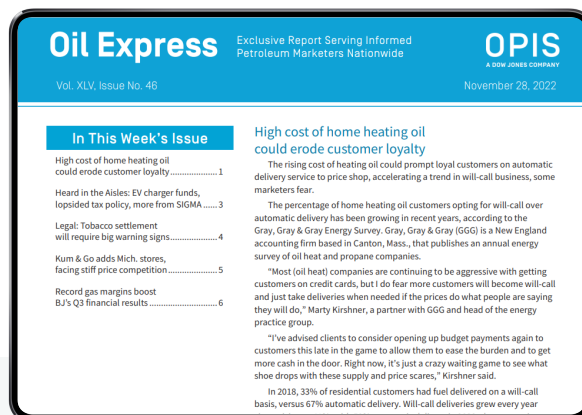 Oil Express
Exclusive Report Serving Informed
Petroleum Marketers Nationwide
OPIS
A DOW JONES COMPANY
Vol. XLV, Issue No. 46
November 28, 2022
In This Week's Issue
High cost of home heating oil
could erode customer loyalty.................... 1
Heard in the Aisles: EV charger funds,
lopsided tax policy, more from SIGMA ...... 3
Legal: Tobacco settlement
will require big warning signs.................... 4
Kum & Go adds Mich. stores,
facing stiff price competition..................... 5
Record gas margins boost
BJ's Q3 financial results ............................ 6
High cost of home heating oil
could erode customer loyalty
The rising cost of heating oil could prompt loyal customers on automatic
delivery service to price shop, accelerating a trend in will-call business, some
marketers fear.
The percentage of home heating oil customers opting for will-call over
automatic delivery has been growing in recent years, according to the
Gray, Gray & Gray Energy Survey. Gray, Gray & Gray (GGG) is a New England
accounting firm based in Canton, Mass., that publishes an annual energy
survey of oil heat and propane companies.
“Most (oil heat) companies are continuing to be aggressive with getting
customers on credit cards, but I do fear more customers will become will-call
and just take deliveries when needed if the prices do what people are saying
they will do,” Marty Kirshner, a partner with GGG and head of the energy
practice group.
“I've advised clients to consider opening up budget payments again to
customers this late in the game to allow them to ease the burden and to get
more cash in the door. Right now, it's just a crazy waiting game to see what
shoe drops with these supply and price scares,” Kirshner said.
In 2018, 33% of residential customers had fuel delivered on a will-call
basis, versus 67% automatic delivery. Will-call deliveries grew every year